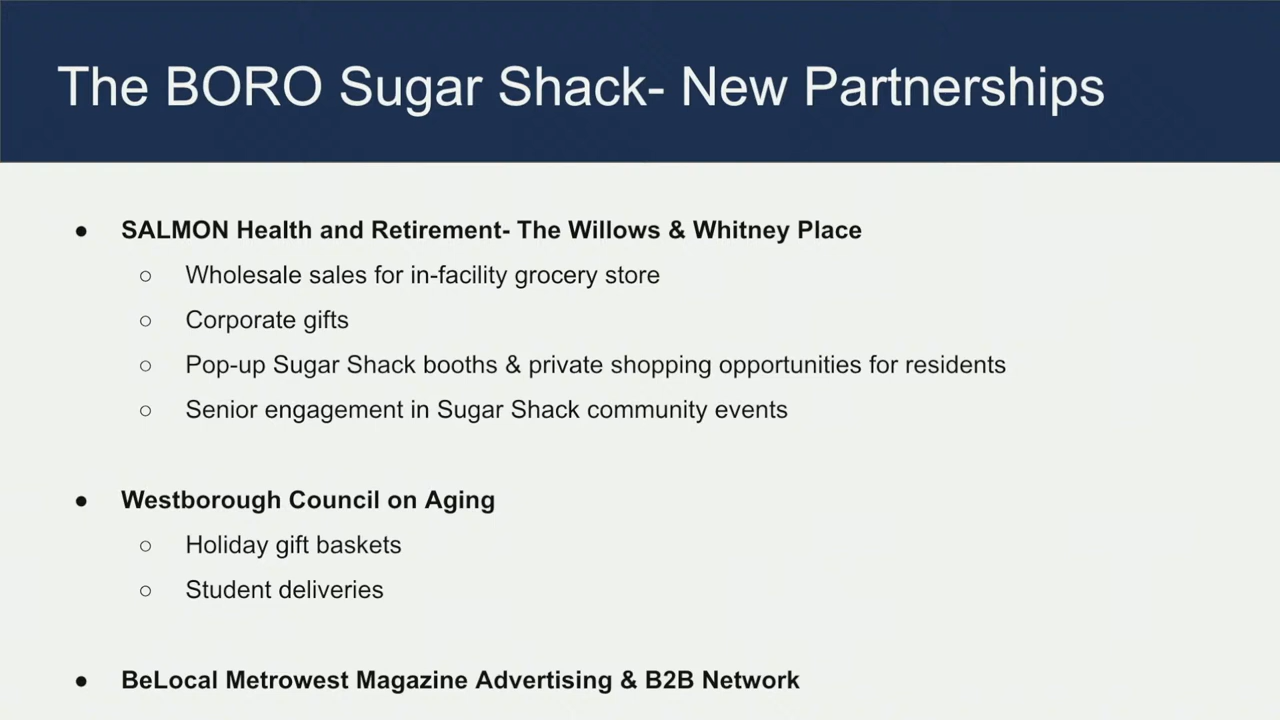 The BORO Sugar Shack- New Partnerships
● SALMON Health and Retirement- The Willows & Whitney Place
○ Wholesale sales for in-facility grocery store
○ Corporate gifts
○ Pop-up Sugar Shack booths & private shopping opportunities for residents
○ Senior engagement in Sugar Shack community events
● Westborough Council on Aging
○ Holiday gift baskets
○ Student deliveries
● BeLocal Metrowest Magazine Advertising & B2B Network